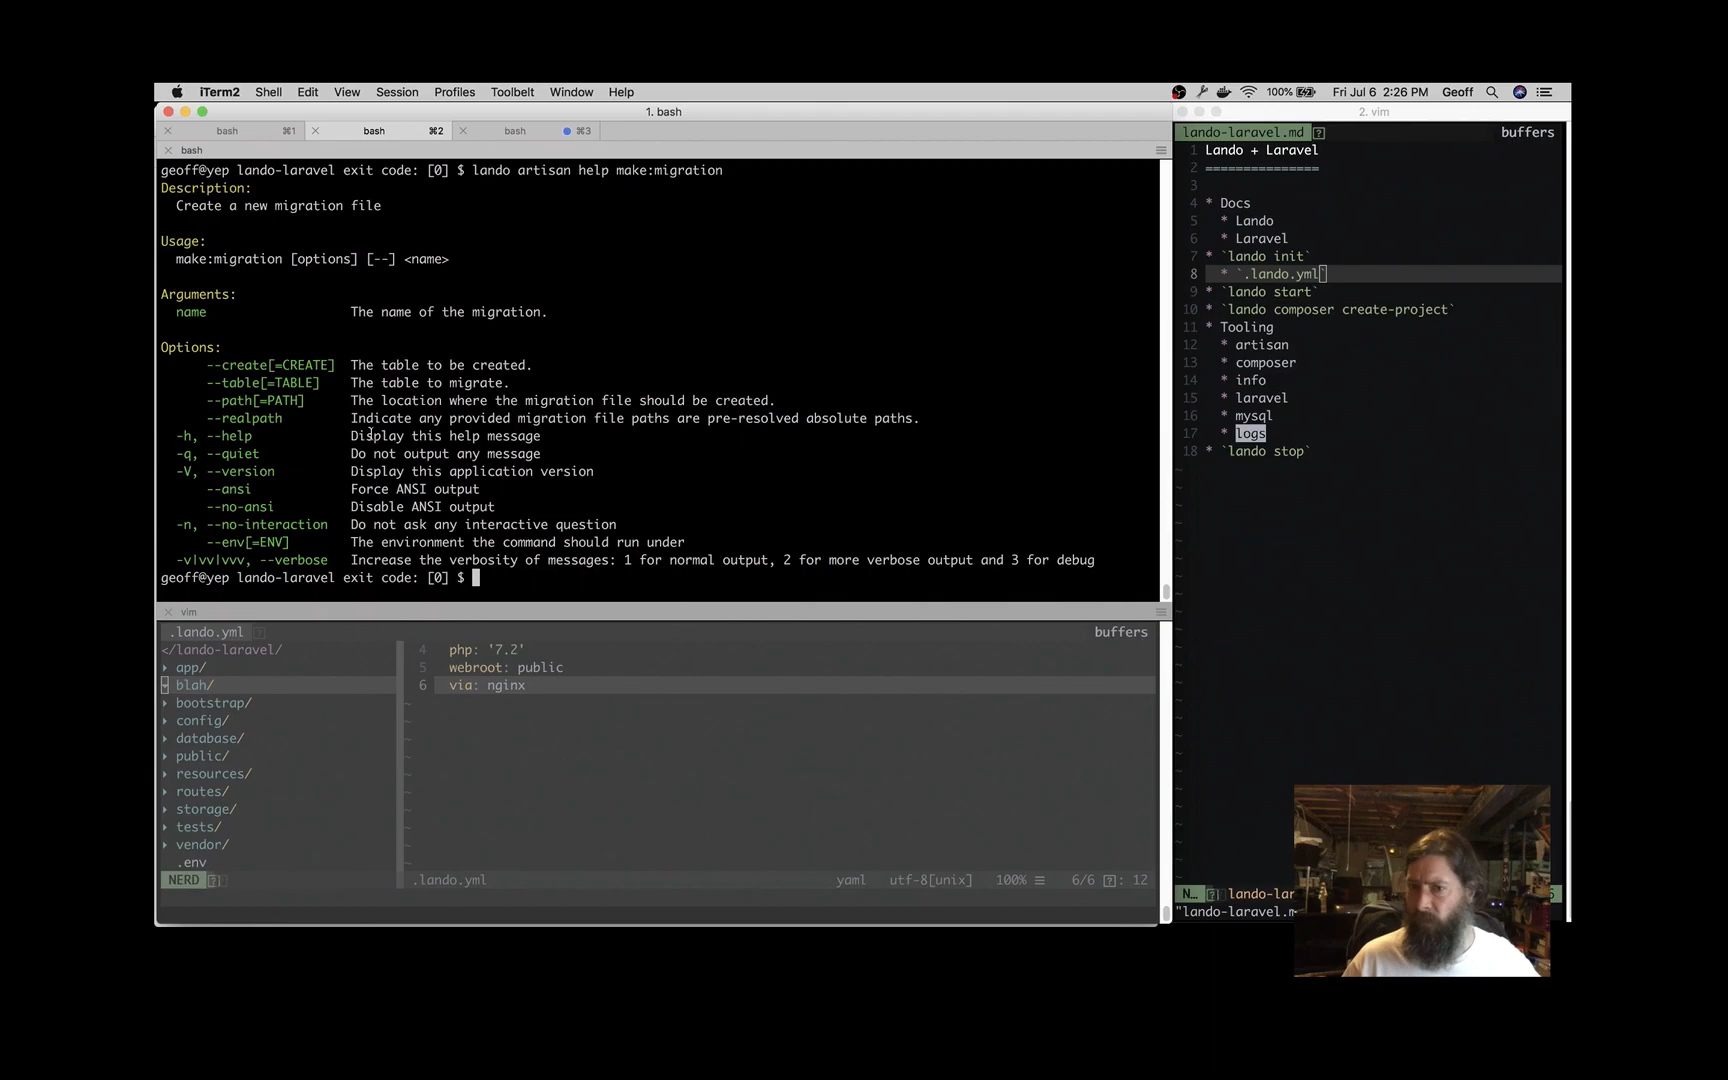 iTerm2 Shell Edit View Session Profiles Toolbelt Window Help 100% Fri Jul 6 2:26 PM Geoff
1. bash
bash ⌘1 bash ⌘2 bash ⌘3
bash
geoff@yep lando-laravel exit code: [0] $ lando artisan help make:migration
Description:
Create a new migration file
Usage:
make:migration [options] [--] <name>
Arguments:
name The name of the migration.
Options:
--create[=CREATE] The table to be created.
--table[=TABLE] The table to migrate.
--path[=PATH] The location where the migration file should be created.
--realpath Indicate any provided migration file paths are pre-resolved absolute paths.
-h, --help Display this help message
-q, --quiet Do not output any message
-V, --version Display this application version
--ansi Force ANSI output
--no-ansi Disable ANSI output
-n, --no-interaction Do not ask any interactive question
--env[=ENV] The environment the command should run under
-v|vv|vvv, --verbose Increase the verbosity of messages: 1 for normal output, 2 for more verbose output and 3 for debug
geoff@yep lando-laravel exit code: [0] $
vim
.lando.yml buffers
</lando-laravel/
app/
blah/
bootstrap/
config/
database/
public/
resources/
routes/
storage/
tests/
vendor/
.env
4 php: '7.2'
5 webroot: public
6 via: nginx
NERD .lando.yml yaml utf-8[unix] 100% ☰ 6/6 : 12
2. vim
lando-laravel.md buffers
1 Lando + Laravel
2 ===============
3
4 * Docs
5 * Lando
6 * Laravel
7 * `lando init`
8 * `.lando.yml`
9 * `lando start`
10 * `lando composer create-project`
11 * Tooling
12 * artisan
13 * composer
14 * info
15 * laravel
16 * mysql
17 * logs
18 * `lando stop`
N… lando-lar
"lando-laravel.m